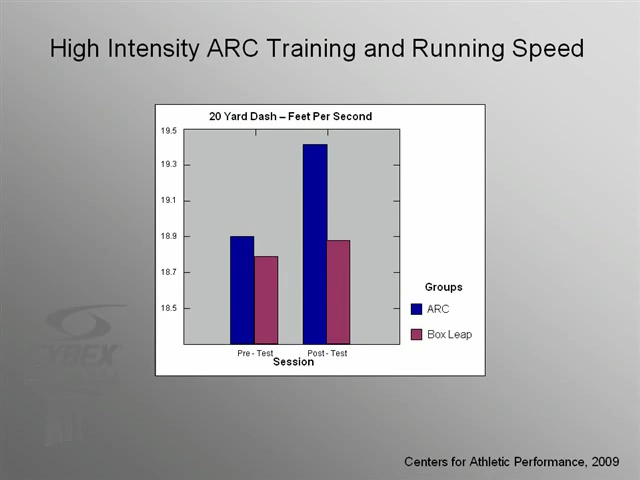 High Intensity ARC Training and Running Speed
20 Yard Dash – Feet Per Second
19.5
19.3
19.1
18.9
18.7
18.5
Pre - Test
Post - Test
Session
Groups
ARC
Box Leap
CYBEX
Centers for Athletic Performance, 2009